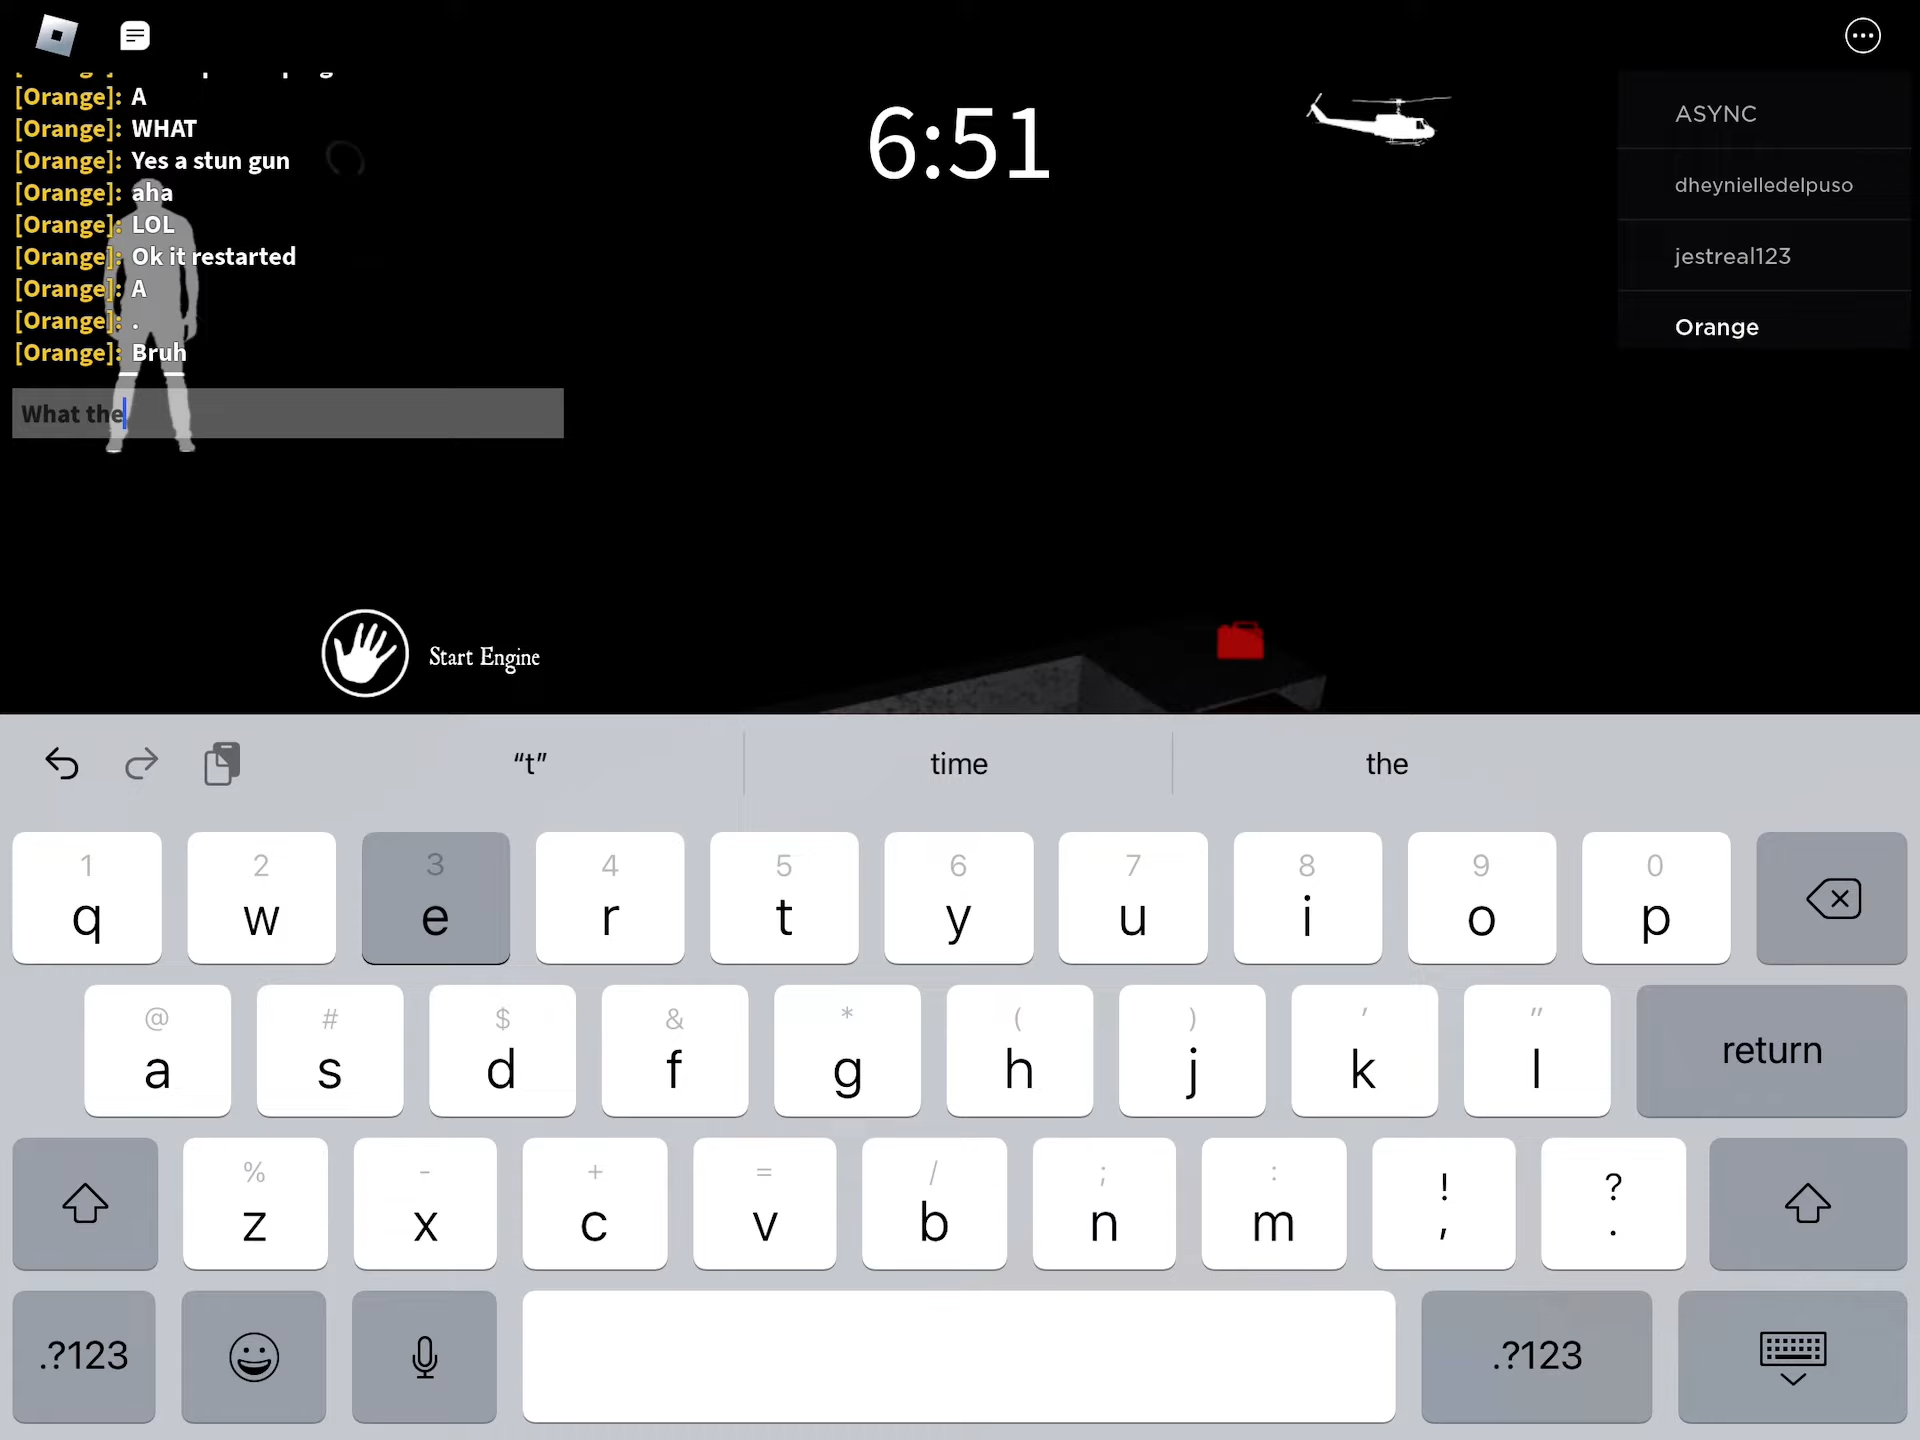 [Orange]: A
[Orange]: WHAT
[Orange]: Yes a stun gun
[Orange]: aha
[Orange]: LOL
[Orange]: Ok it restarted
[Orange]: A
[Orange]: .
[Orange]: Bruh
What the
6:51
ASYNC
dheynielledelpuso
jestreal123
Orange
Start Engine
“t” time the
1 2 3 4 5 6 7 8 9 0
q w e r t y u i o p
@ # $ & * ( ) ' "
a s d f g h j k l return
% - + = / ; : ! ?
z x c v b n m , .
.?123 .?123